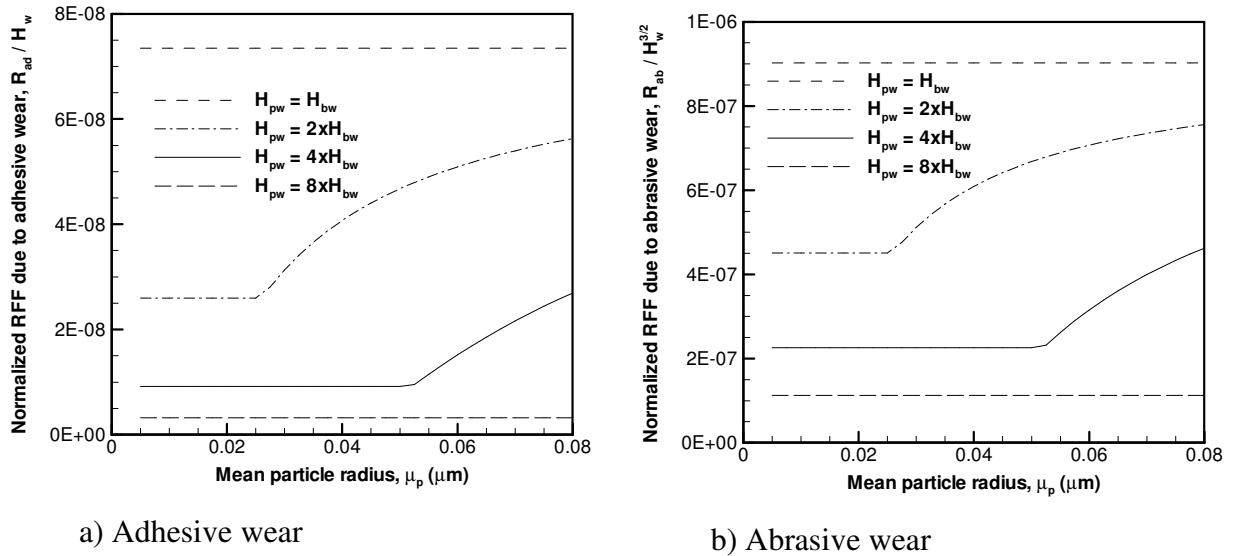 Normalized RFF due to adhesive wear, R_ad / H_w
8E-08
6E-08
4E-08
2E-08
0E+00
H_pw = H_bw
H_pw = 2xH_bw
H_pw = 4xH_bw
H_pw = 8xH_bw
0 0.02 0.04 0.06 0.08
Mean particle radius, μ_p (μm)
a) Adhesive wear
Normalized RFF due to abrasive wear, R_ab / H_w^3/2
1E-06
8E-07
6E-07
4E-07
2E-07
0E+00
H_pw = H_bw
H_pw = 2xH_bw
H_pw = 4xH_bw
H_pw = 8xH_bw
0 0.02 0.04 0.06 0.08
Mean particle radius, μ_p (μm)
b) Abrasive wear